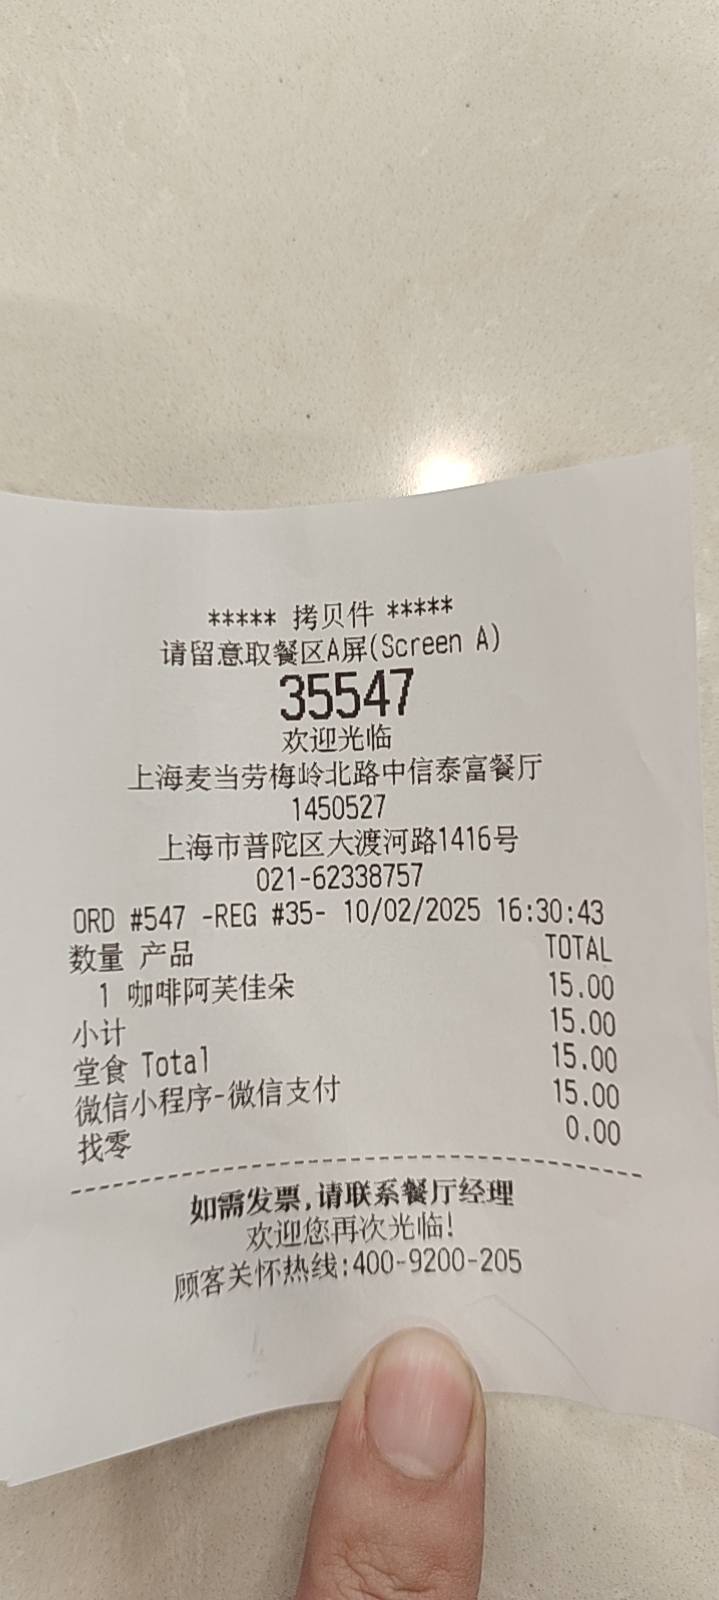 ***** 拷贝件 *****
请留意取餐区A屏(Screen A)
35547
欢迎光临
上海麦当劳梅岭北路中信泰富餐厅
1450527
上海市普陀区大渡河路1416号
021-62338757
ORD #547 -REG #35- 10/02/2025 16:30:43
数量 产品 TOTAL
1 咖啡阿芙佳朵 15.00
小计 15.00
堂食 Total 15.00
微信小程序-微信支付 15.00
找零 0.00
如需发票,请联系餐厅经理
欢迎您再次光临!
顾客关怀热线:400-9200-205